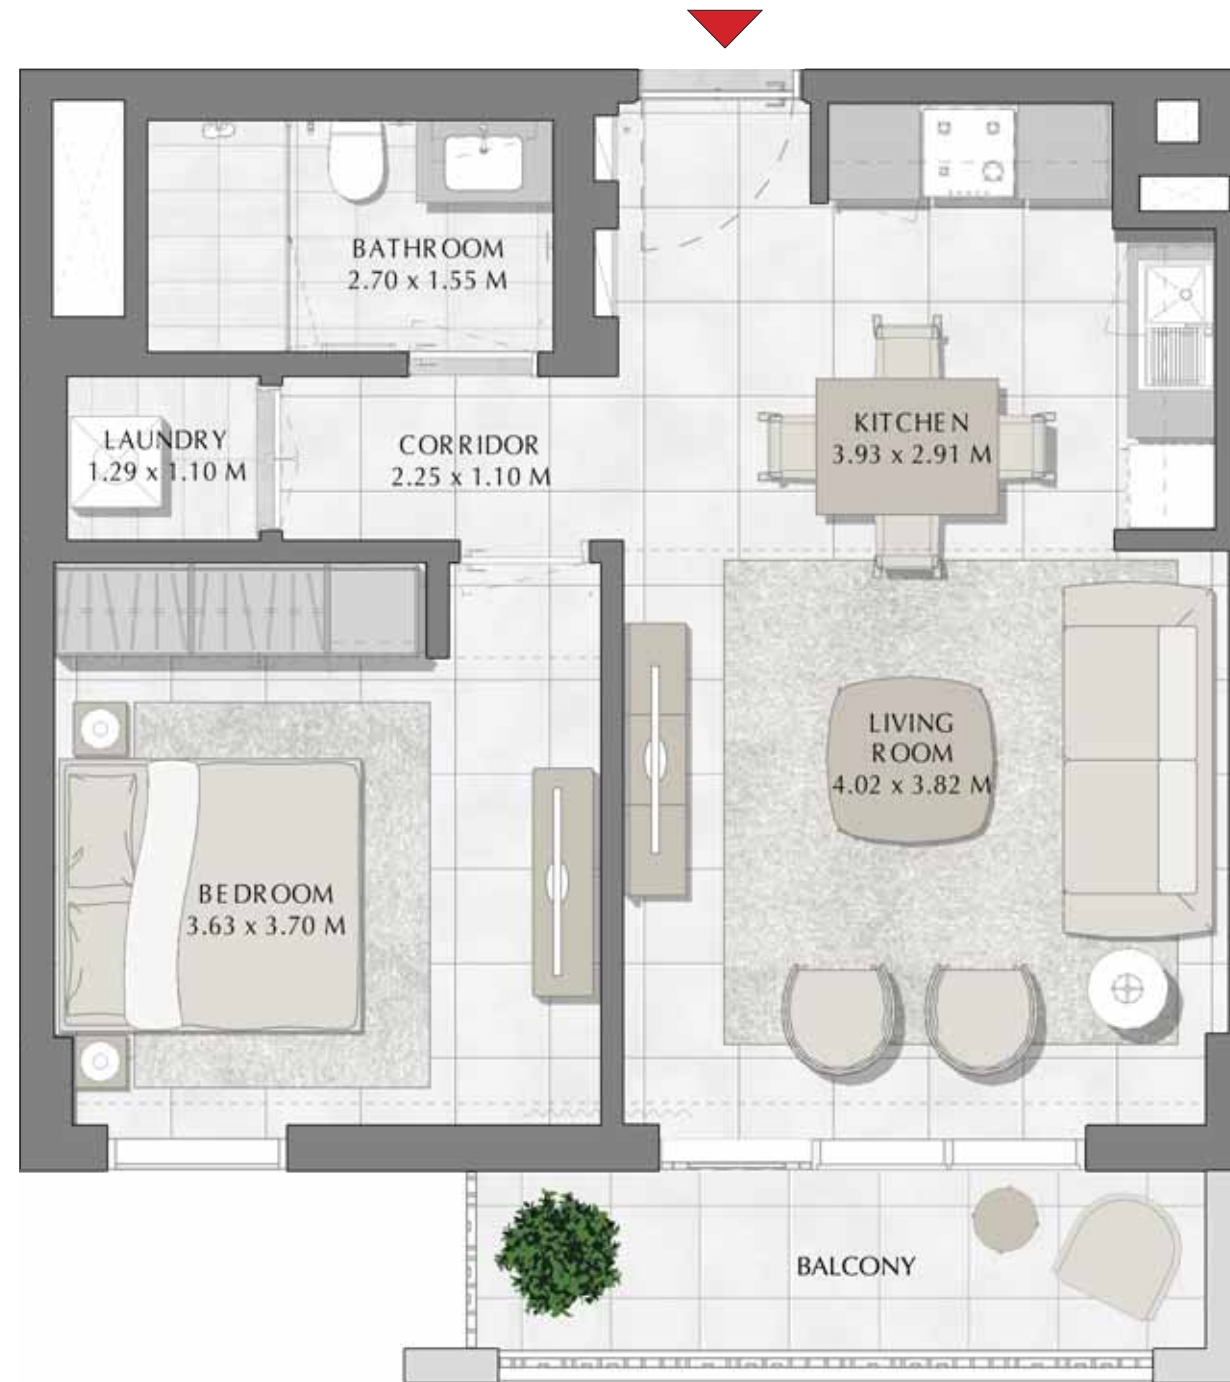 BATHROOM
2.70 x 1.55 M
KITCHEN
3.93 x 2.91 M
LAUNDRY
1.29 x 1.10 M
CORRIDOR
2.25 x 1.10 M
LIVING
ROOM
4.02 x 3.82 M
BEDROOM
3.63 x 3.70 M
BALCONY